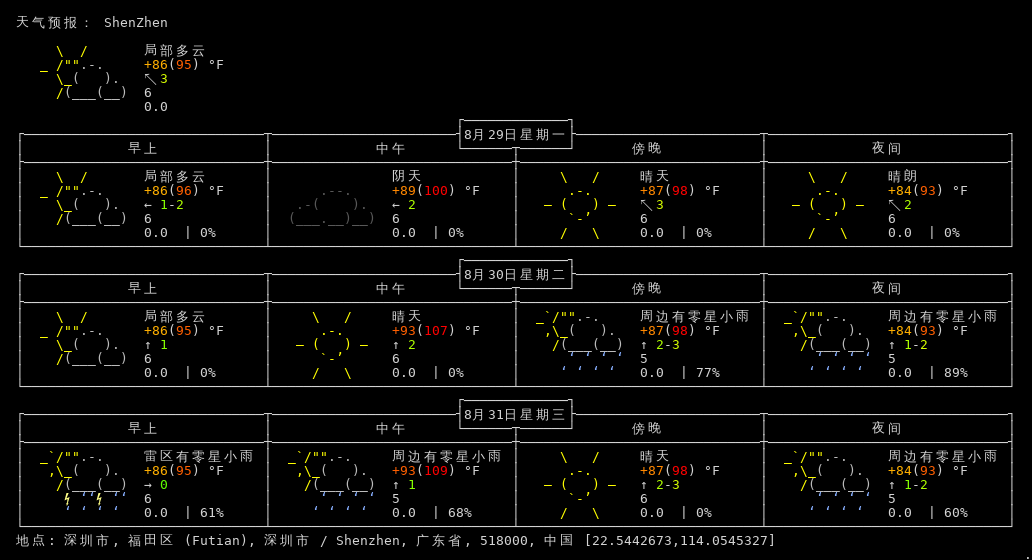 天气预报： ShenZhen
局部多云
+86(95) °F
↖ 3
6
0.0
8月29日星期一
早上 中午 傍晚 夜间
局部多云 阴天 晴天 晴朗
+86(96) °F +89(100) °F +87(98) °F +84(93) °F
← 1-2 ← 2 ↖ 3 ↖ 2
6 6 6 6
0.0 | 0% 0.0 | 0% 0.0 | 0% 0.0 | 0%
8月30日星期二
早上 中午 傍晚 夜间
局部多云 晴天 周边有零星小雨 周边有零星小雨
+86(95) °F +93(107) °F +87(98) °F +84(93) °F
↑ 1 ↑ 2 ↑ 2-3 ↑ 1-2
6 6 5 5
0.0 | 0% 0.0 | 0% 0.0 | 77% 0.0 | 89%
8月31日星期三
早上 中午 傍晚 夜间
雷区有零星小雨 周边有零星小雨 晴天 周边有零星小雨
+86(95) °F +93(109) °F +87(98) °F +84(93) °F
→ 0 ↑ 1 ↑ 2-3 ↑ 1-2
6 5 6 5
0.0 | 61% 0.0 | 68% 0.0 | 0% 0.0 | 60%
地点: 深圳市, 福田区 (Futian), 深圳市 / Shenzhen, 广东省, 518000, 中国 [22.5442673,114.0545327]